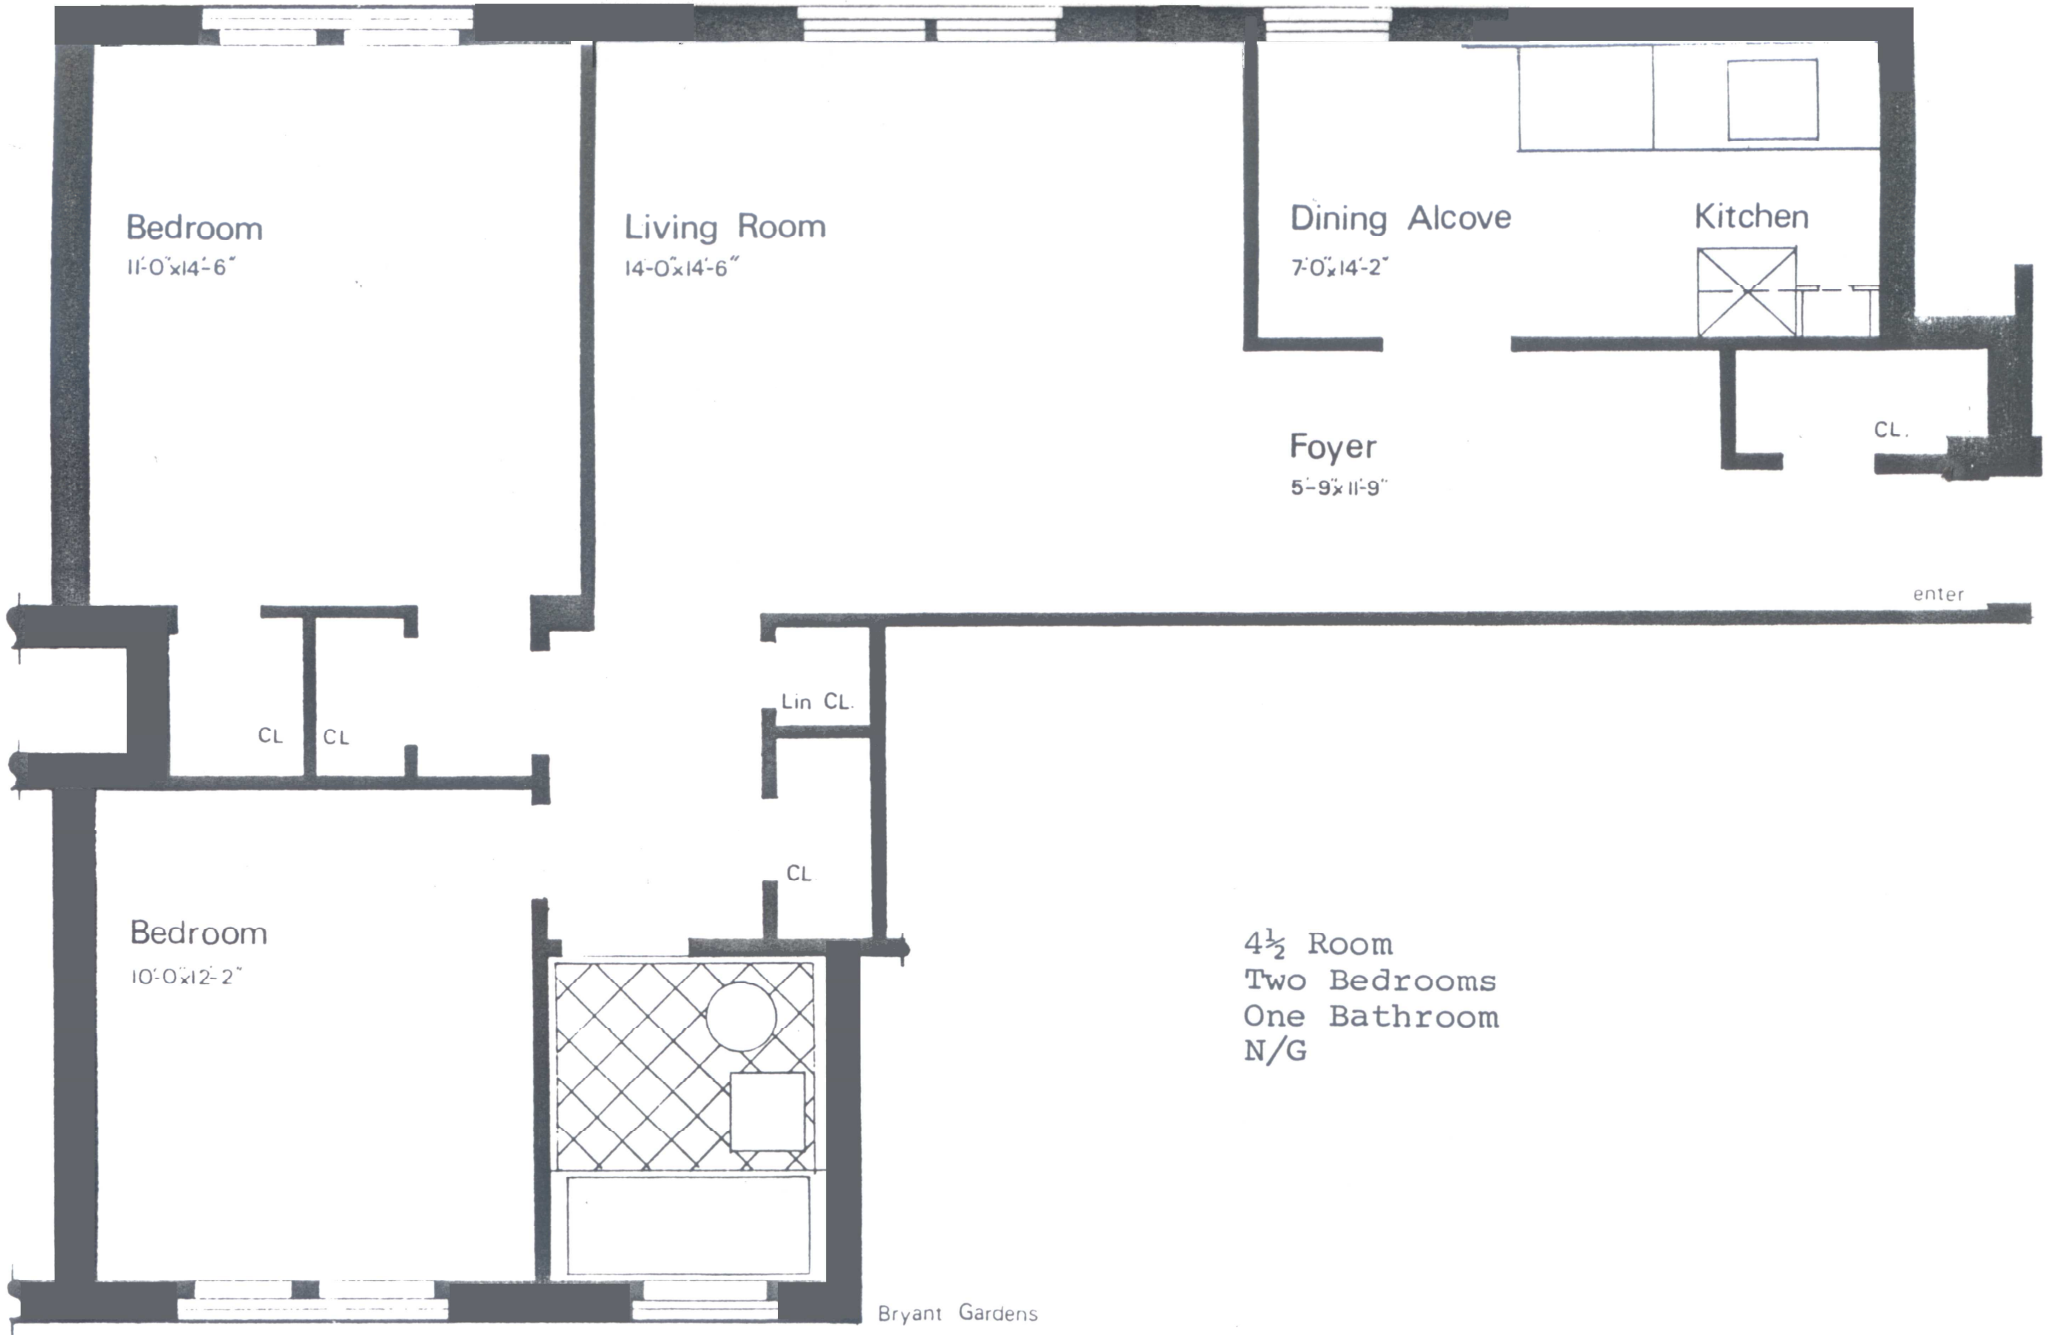 Bedroom
11'-0"x14'-6"
Living Room
14'-0"x14'-6"
Dining Alcove
7'-0"x14'-2"
Kitchen
Foyer
5'-9"x11'-9"
CL.
enter
Lin CL.
CL
CL
CL
Bedroom
10'-0"x12'-2"
4½ Room
Two Bedrooms
One Bathroom
N/G
Bryant Gardens